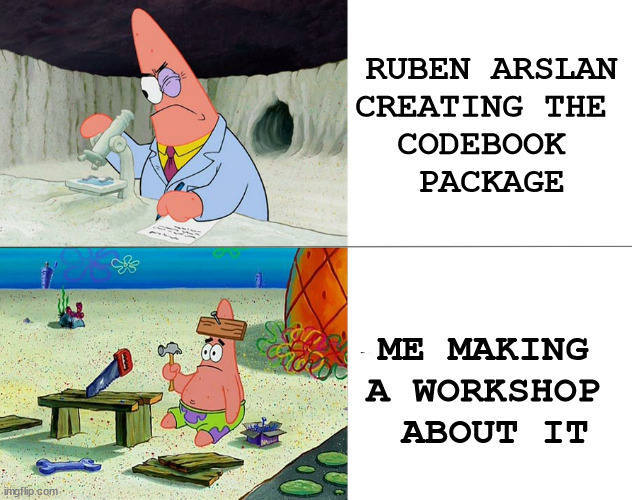 RUBEN ARSLAN
CREATING THE
CODEBOOK
PACKAGE
ME MAKING
A WORKSHOP
ABOUT IT
imgflip.com